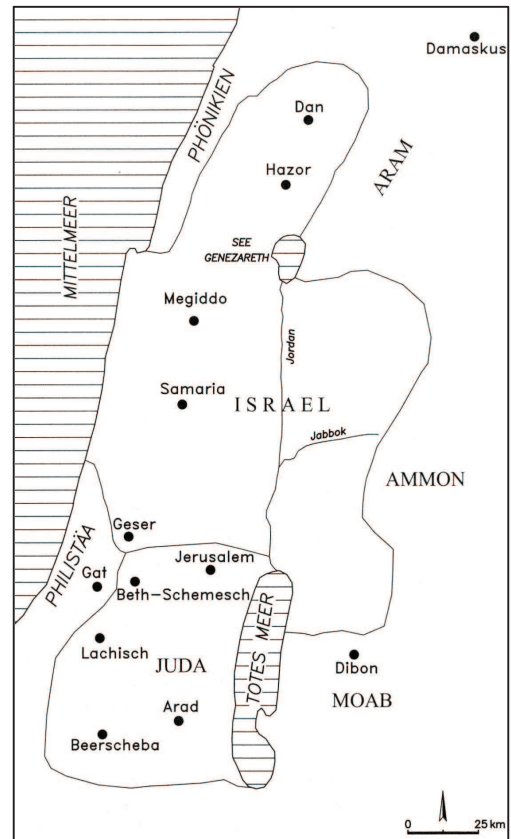 Damaskus
PHÖNIKIEN
Dan
ARAM
Hazor
MITTELMEER
SEE
GENEZARETH
Megiddo
Jordan
Samaria
ISRAEL
Jabbok
AMMON
Geser
PHILISTÄA
Jerusalem
Gat
Beth-Schemesch
Lachisch
JUDA
TOTES MEER
Dibon
MOAB
Arad
Beerscheba
0 25 km